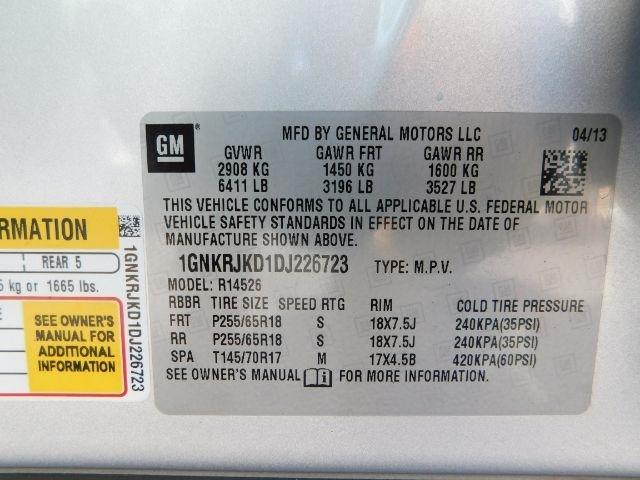 GM
MFD BY GENERAL MOTORS LLC 04/13
GVWR GAWR FRT GAWR RR
2908 KG 1450 KG 1600 KG
6411 LB 3196 LB 3527 LB
THIS VEHICLE CONFORMS TO ALL APPLICABLE U.S. FEDERAL MOTOR
VEHICLE SAFETY STANDARDS IN EFFECT ON THE DATE OF
MANUFACTURE SHOWN ABOVE.
1GNKRJKD1DJ226723 TYPE: M.P.V.
MODEL: R14526
RBBR TIRE SIZE SPEED RTG RIM COLD TIRE PRESSURE
FRT P255/65R18 S 18X7.5J 240KPA(35PSI)
RR P255/65R18 S 18X7.5J 240KPA(35PSI)
SPA T145/70R17 M 17X4.5B 420KPA(60PSI)
SEE OWNER'S MANUAL i FOR MORE INFORMATION.
RMATION
REAR 5
kg or 1665 lbs.
SEE OWNER'S
MANUAL FOR
ADDITIONAL
INFORMATION
1GNKRJKD1DJ226723